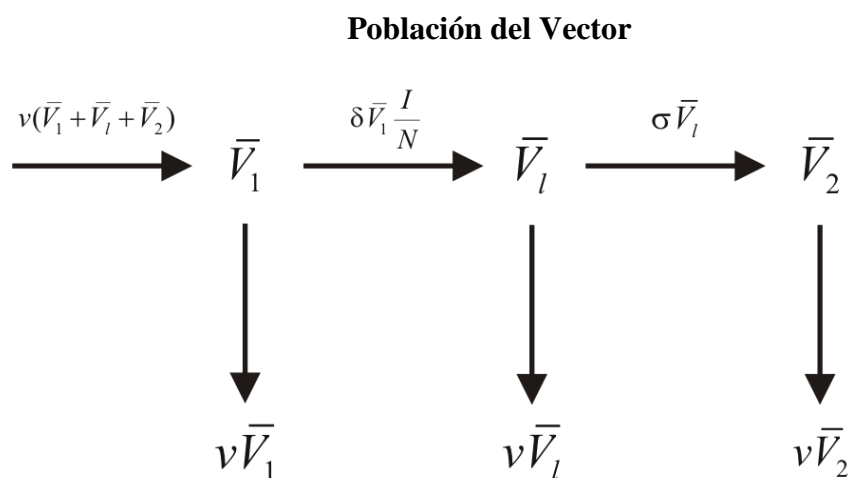 Población del Vector
v(V̅₁ + V̅ₗ + V̅₂) δV̅₁ I/N σV̅ₗ
V̅₁ V̅ₗ V̅₂
vV̅₁ vV̅ₗ vV̅₂